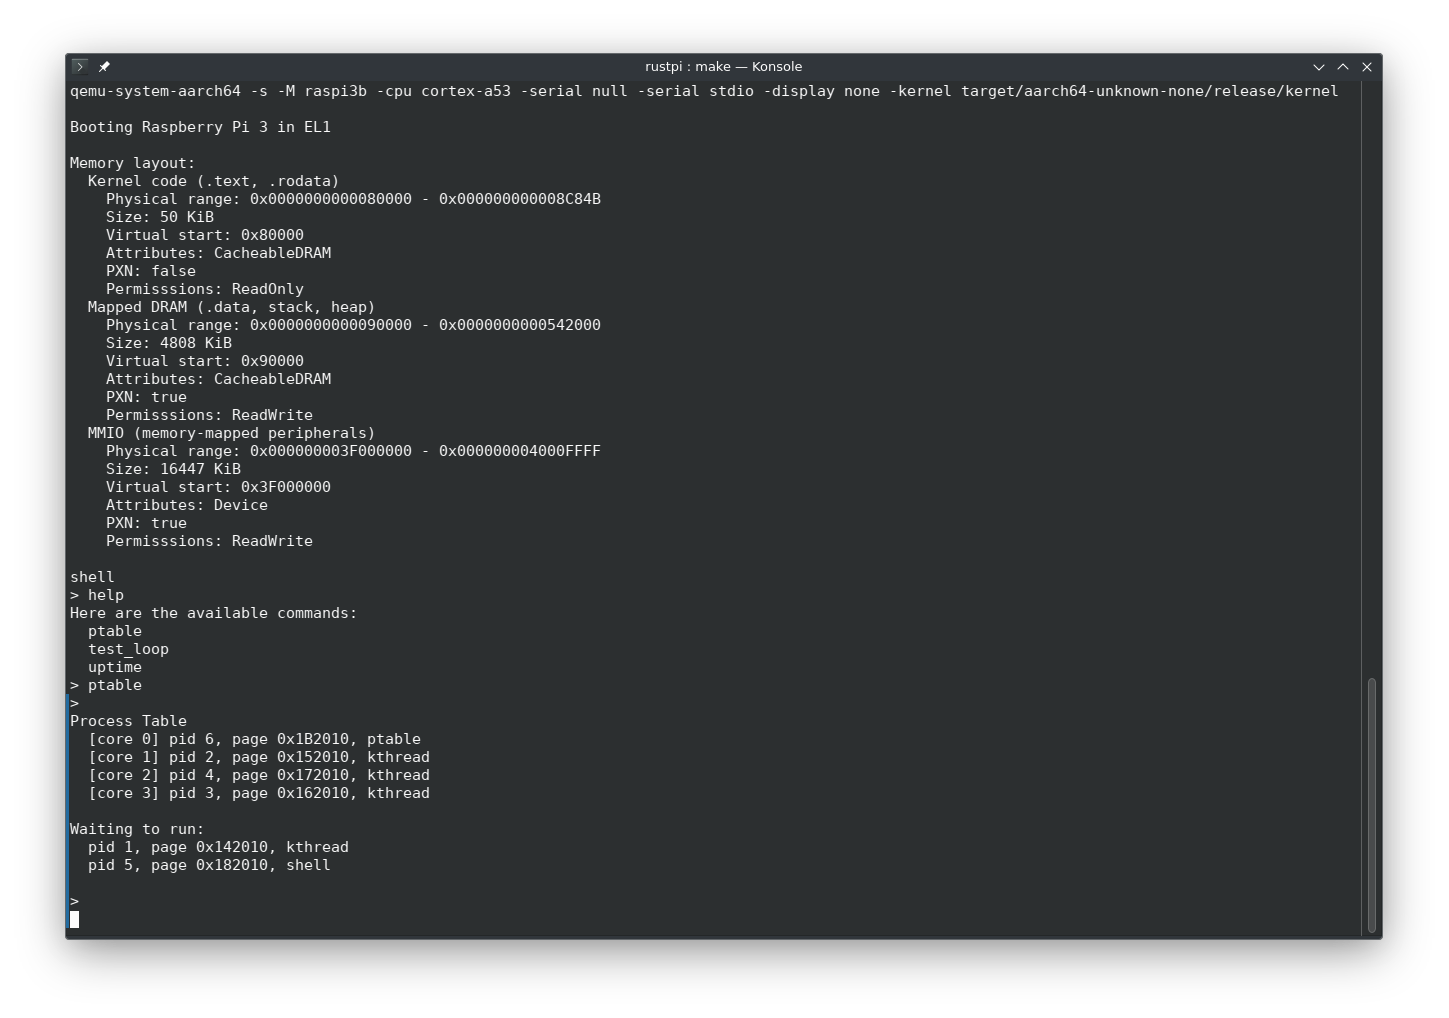 rustpi : make — Konsole
qemu-system-aarch64 -s -M raspi3b -cpu cortex-a53 -serial null -serial stdio -display none -kernel target/aarch64-unknown-none/release/kernel
Booting Raspberry Pi 3 in EL1
Memory layout:
Kernel code (.text, .rodata)
Physical range: 0x0000000000080000 - 0x000000000008C84B
Size: 50 KiB
Virtual start: 0x80000
Attributes: CacheableDRAM
PXN: false
Permisssions: ReadOnly
Mapped DRAM (.data, stack, heap)
Physical range: 0x0000000000090000 - 0x0000000000542000
Size: 4808 KiB
Virtual start: 0x90000
Attributes: CacheableDRAM
PXN: true
Permisssions: ReadWrite
MMIO (memory-mapped peripherals)
Physical range: 0x000000003F000000 - 0x000000004000FFFF
Size: 16447 KiB
Virtual start: 0x3F000000
Attributes: Device
PXN: true
Permisssions: ReadWrite
shell
> help
Here are the available commands:
ptable
test_loop
uptime
> ptable
>
Process Table
[core 0] pid 6, page 0x1B2010, ptable
[core 1] pid 2, page 0x152010, kthread
[core 2] pid 4, page 0x172010, kthread
[core 3] pid 3, page 0x162010, kthread
Waiting to run:
pid 1, page 0x142010, kthread
pid 5, page 0x182010, shell
>